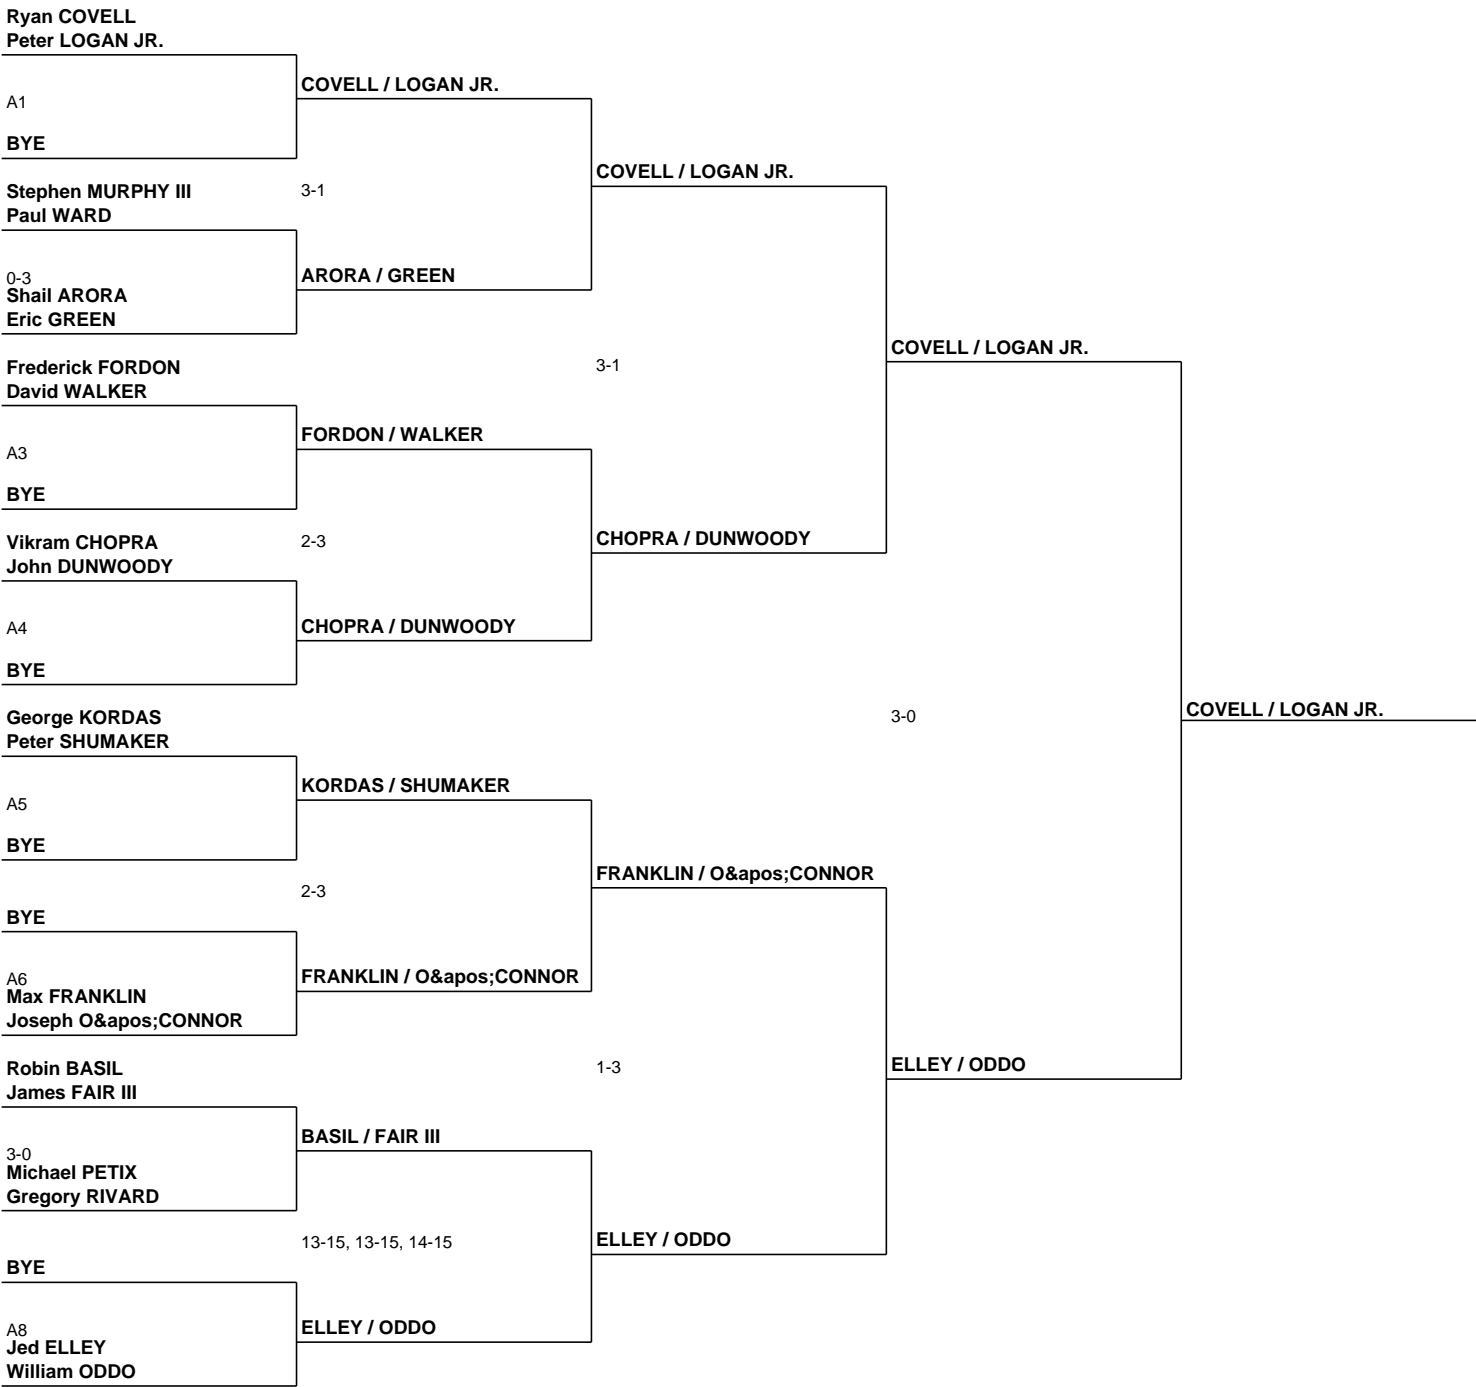 Ryan COVELL
Peter LOGAN JR.
A1
BYE
Stephen MURPHY III
Paul WARD
0-3
Shail ARORA
Eric GREEN
Frederick FORDON
David WALKER
A3
BYE
Vikram CHOPRA
John DUNWOODY
A4
BYE
George KORDAS
Peter SHUMAKER
A5
BYE
BYE
A6
Max FRANKLIN
Joseph O&apos;CONNOR
Robin BASIL
James FAIR III
3-0
Michael PETIX
Gregory RIVARD
BYE
A8
Jed ELLEY
William ODDO
COVELL / LOGAN JR.
3-1
ARORA / GREEN
FORDON / WALKER
2-3
CHOPRA / DUNWOODY
KORDAS / SHUMAKER
2-3
FRANKLIN / O&apos;CONNOR
BASIL / FAIR III
13-15, 13-15, 14-15
ELLEY / ODDO
COVELL / LOGAN JR.
3-1
CHOPRA / DUNWOODY
FRANKLIN / O&apos;CONNOR
1-3
ELLEY / ODDO
COVELL / LOGAN JR.
3-0
ELLEY / ODDO
COVELL / LOGAN JR.